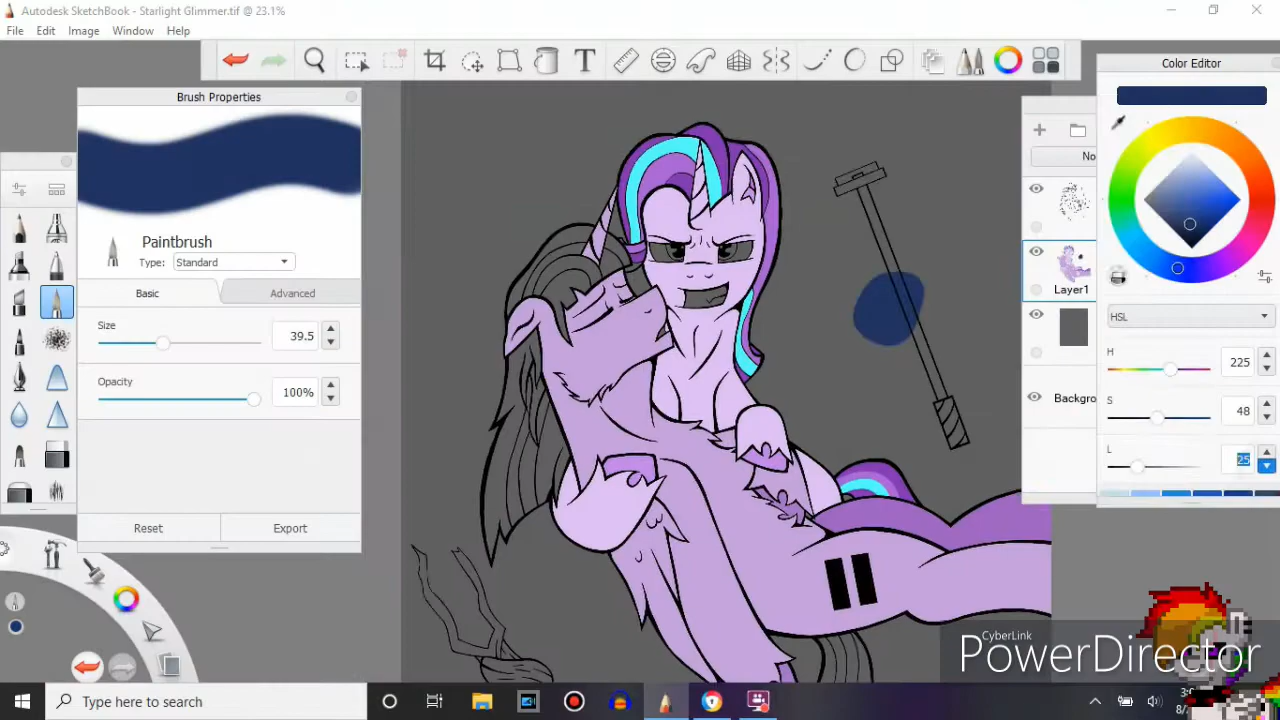 Autodesk SketchBook - Starlight Glimmer.tif @ 23.1%
File Edit Image Window Help
Brush Properties
Color Editor
Paintbrush
Type: Standard
Basic Advanced
Size 39.5
Opacity 100%
Reset Export
No
Layer1
Backgro
HSL
H 225
S 48
L 25
CyberLink
PowerDirector
Type here to search